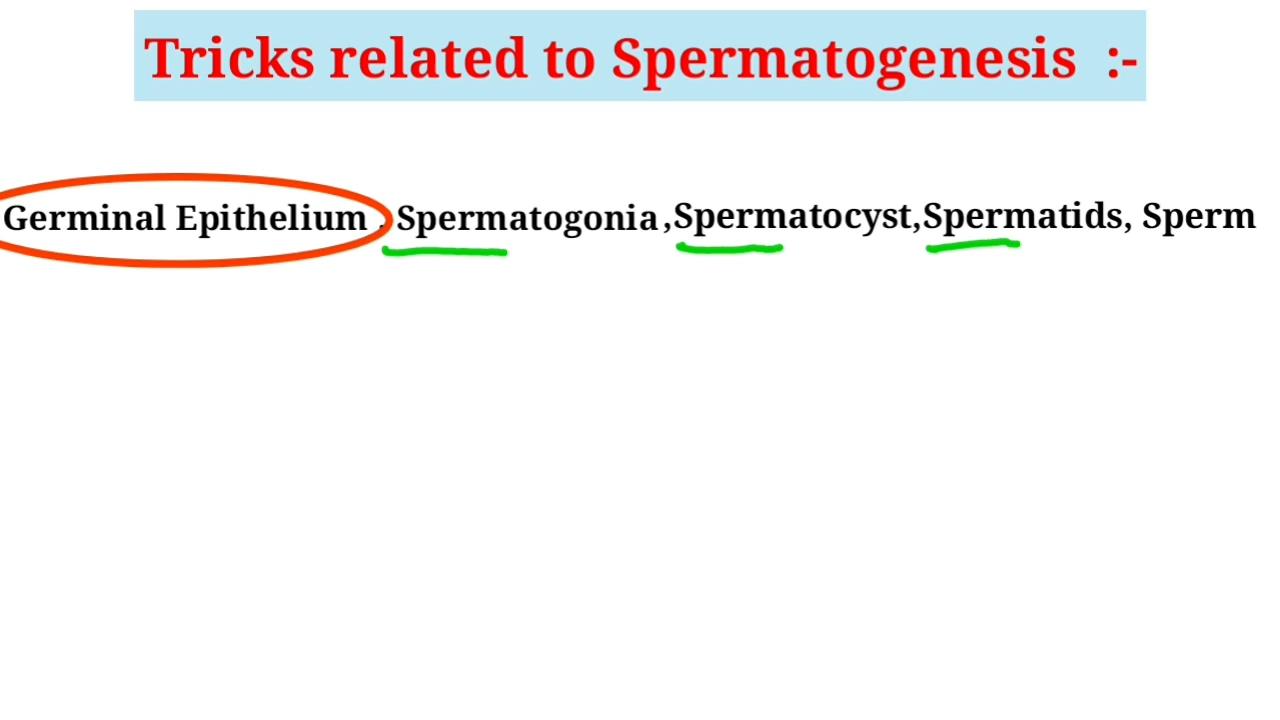 Tricks related to Spermatogenesis :-
Germinal Epithelium , Spermatogonia ,Spermatocyst,Spermatids, Sperm